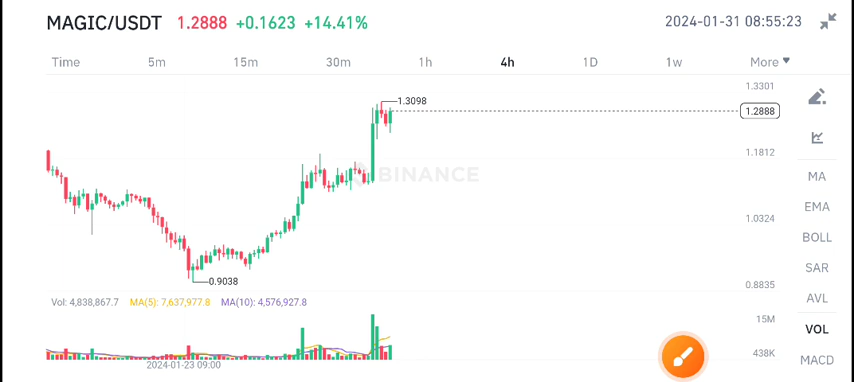 MAGIC/USDT 1.2888 +0.1623 +14.41% 2024-01-31 08:55:23
Time 5m 15m 30m 1h 4h 1D 1w More
1.3301
1.3098
1.2888
1.1812
BINANCE
1.0324
0.9038
0.8835
Vol: 4,838,867.7 MA(5): 7,637,977.8 MA(10): 4,576,927.8
15M
438K
2024-01-23 09:00
MA
EMA
BOLL
SAR
AVL
VOL
MACD